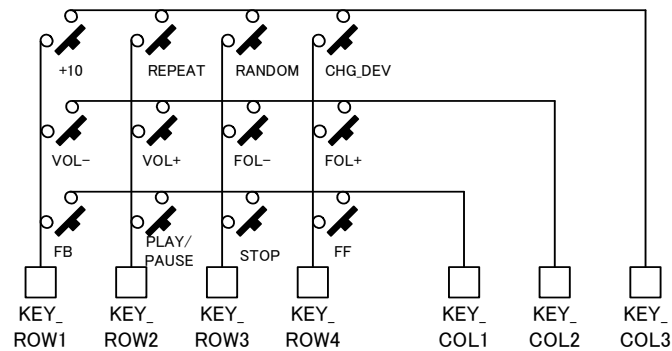 +10 REPEAT RANDOM CHG_DEV
VOL- VOL+ FOL- FOL+
FB PLAY/
PAUSE STOP FF
KEY_ KEY_ KEY_ KEY_ KEY_ KEY_ KEY_
ROW1 ROW2 ROW3 ROW4 COL1 COL2 COL3